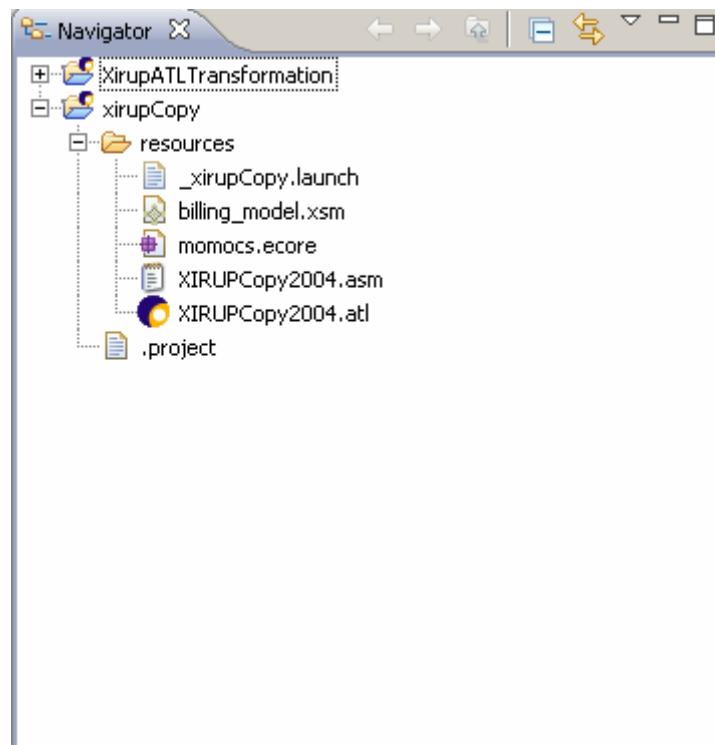 Navigator
XirupATLTransformation
xirupCopy
resources
_xirupCopy.launch
billing_model.xsm
momocs.ecore
XIRUPCopy2004.asm
XIRUPCopy2004.atl
.project